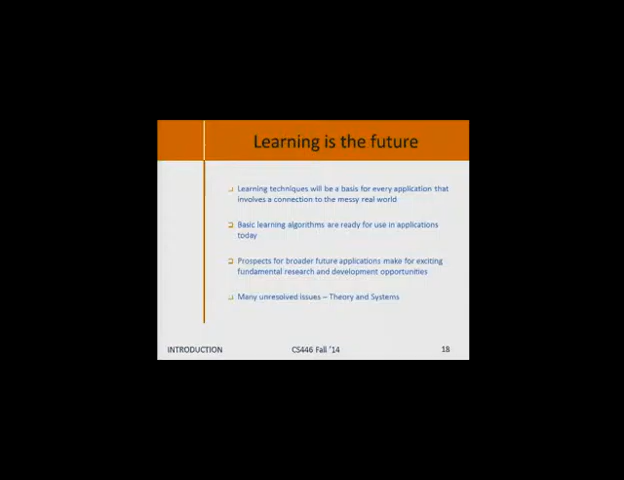 Learning is the future
Learning techniques will be a basis for every application that
involves a connection to the messy real world
Basic learning algorithms are ready for use in applications
today
Prospects for broader future applications make for exciting
fundamental research and development opportunities
Many unresolved issues – Theory and Systems
INTRODUCTION CS446 Fall '14 18